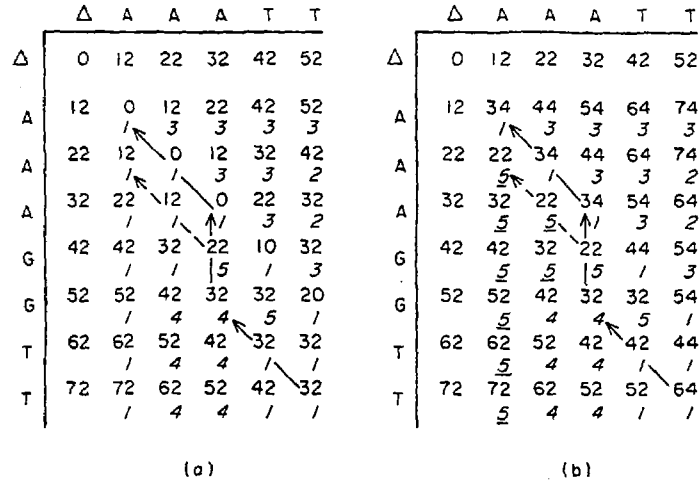 Δ A A A T T Δ A A A T T
Δ 0 12 22 32 42 52 Δ 0 12 22 32 42 52
A 12 0 12 22 42 52 A 12 34 44 54 64 74
1 3 3 3 3 1 3 3 3 3
A 22 12 0 12 32 42 A 22 22 34 44 64 74
1 1 3 3 2 5 1 3 3 2
A 32 22 12 0 22 32 A 32 32 22 34 54 64
1 1 1 3 2 5 5 1 3 2
G 42 42 32 22 10 32 G 42 42 32 22 44 54
1 1 5 1 3 5 5 5 1 3
G 52 52 42 32 32 20 G 52 52 42 32 32 54
1 4 4 5 1 5 4 4 5 1
T 62 62 52 42 32 32 T 62 62 52 42 42 44
1 4 4 1 1 5 4 4 1 1
T 72 72 62 52 42 32 T 72 72 62 52 52 64
1 4 4 1 1 5 4 4 1 1
(a) (b)